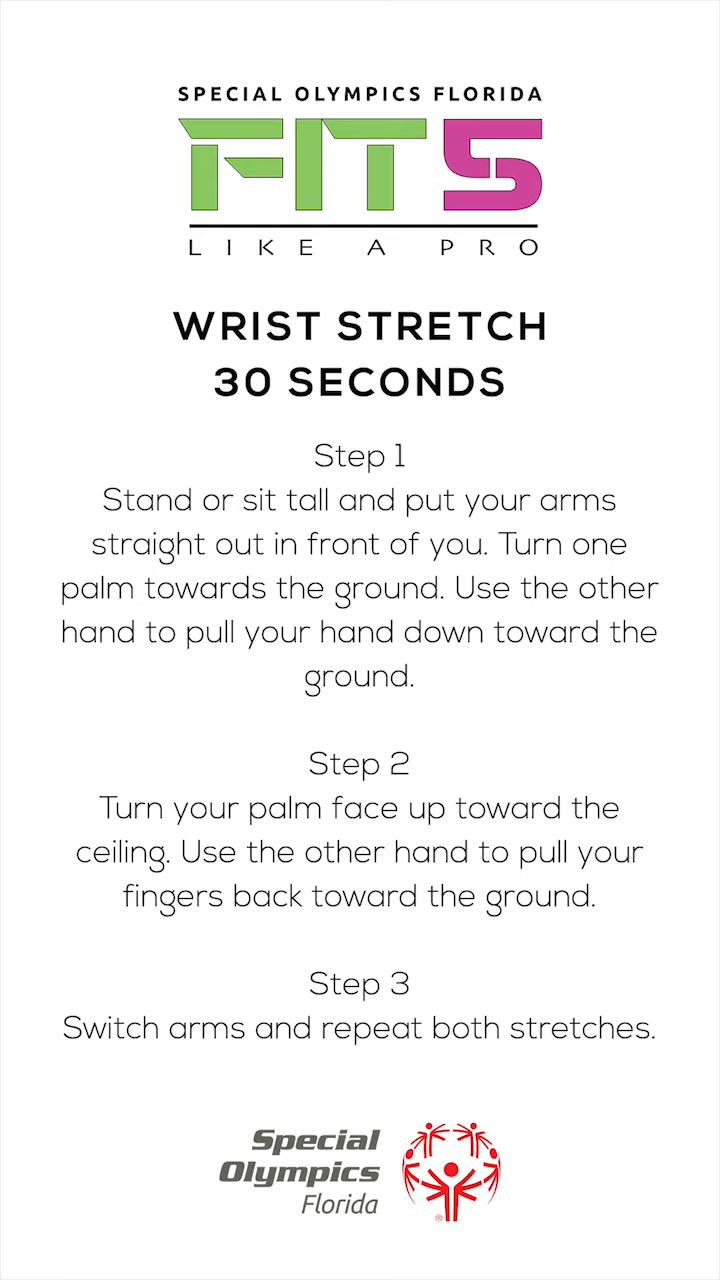 SPECIAL OLYMPICS FLORIDA
FIT5
LIKE A PRO
WRIST STRETCH
30 SECONDS
Step 1
Stand or sit tall and put your arms
straight out in front of you. Turn one
palm towards the ground. Use the other
hand to pull your hand down toward the
ground.
Step 2
Turn your palm face up toward the
ceiling. Use the other hand to pull your
fingers back toward the ground.
Step 3
Switch arms and repeat both stretches.
Special
Olympics
Florida
®